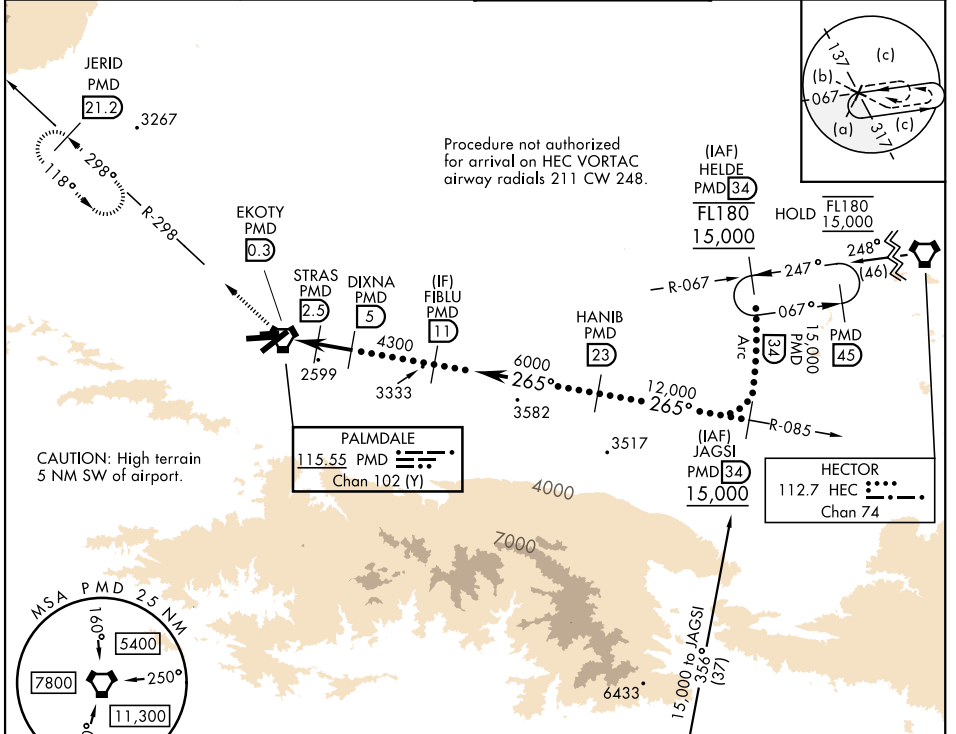 JERID
PMD
21.2
3267
298°
118°
R-298
Procedure not authorized
for arrival on HEC VORTAC
airway radials 211 CW 248.
137
(c)
(b)
067
(a)
(c)
317
(IAF)
HELDE
PMD 34
FL180
15,000
HOLD
FL180
15,000
248°
(46)
R-067
247°
067°
15,000
PMD
34
Arc
PMD
45
EKOTY
PMD
0.3
STRAS
PMD
2.5
DIXNA
PMD
5
(IF)
FIBLU
PMD
11
HANIB
PMD
23
4300
6000
265°
12,000
265°
2599
3333
3582
3517
R-085
(IAF)
JAGSI
PMD 34
15,000
CAUTION: High terrain
5 NM SW of airport.
PALMDALE
115.55 PMD
Chan 102 (Y)
HECTOR
112.7 HEC
Chan 74
4000
7000
6433
15,000 to JAGSI
356°
(37)
MSA PMD 25 NM
160°
5400
7800
250°
11,300